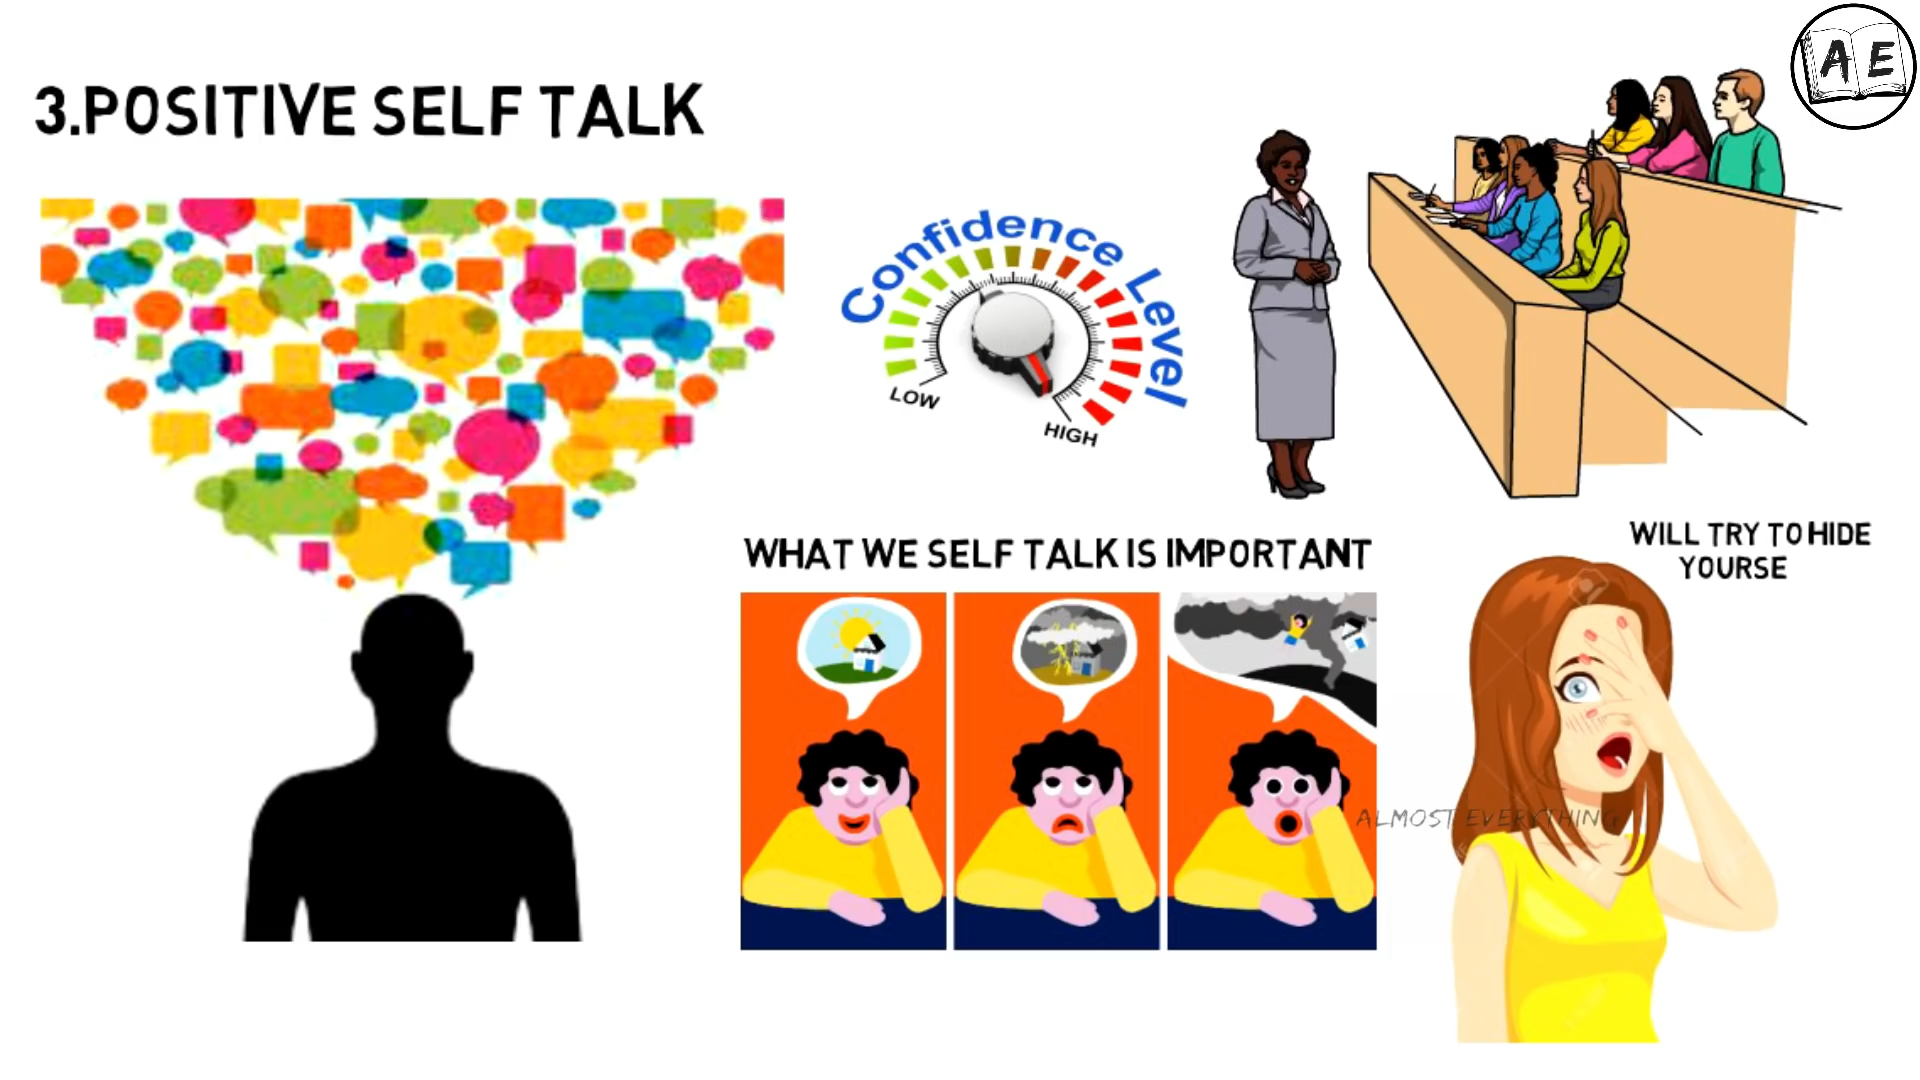 A E
3.POSITIVE SELF TALK
Confidence Level
LOW
HIGH
WILL TRY TO HIDE
YOURSE
WHAT WE SELF TALK IS IMPORTANT
ALMOST EVERYTHING